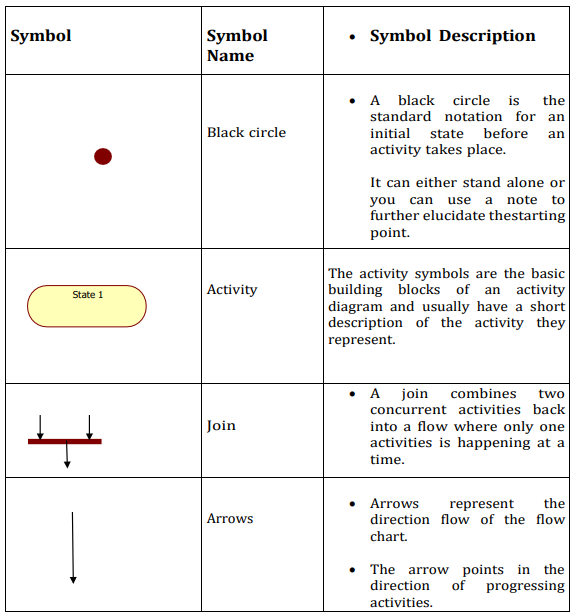 Symbol
Symbol
Name
• Symbol Description
Black circle
• A black circle is the
standard notation for an
initial state before an
activity takes place.
It can either stand alone or
you can use a note to
further elucidate thestarting
point.
State 1
Activity
The activity symbols are the basic
building blocks of an activity
diagram and usually have a short
description of the activity they
represent.
Join
• A join combines two
concurrent activities back
into a flow where only one
activities is happening at a
time.
Arrows
• Arrows represent the
direction flow of the flow
chart.
• The arrow points in the
direction of progressing
activities.